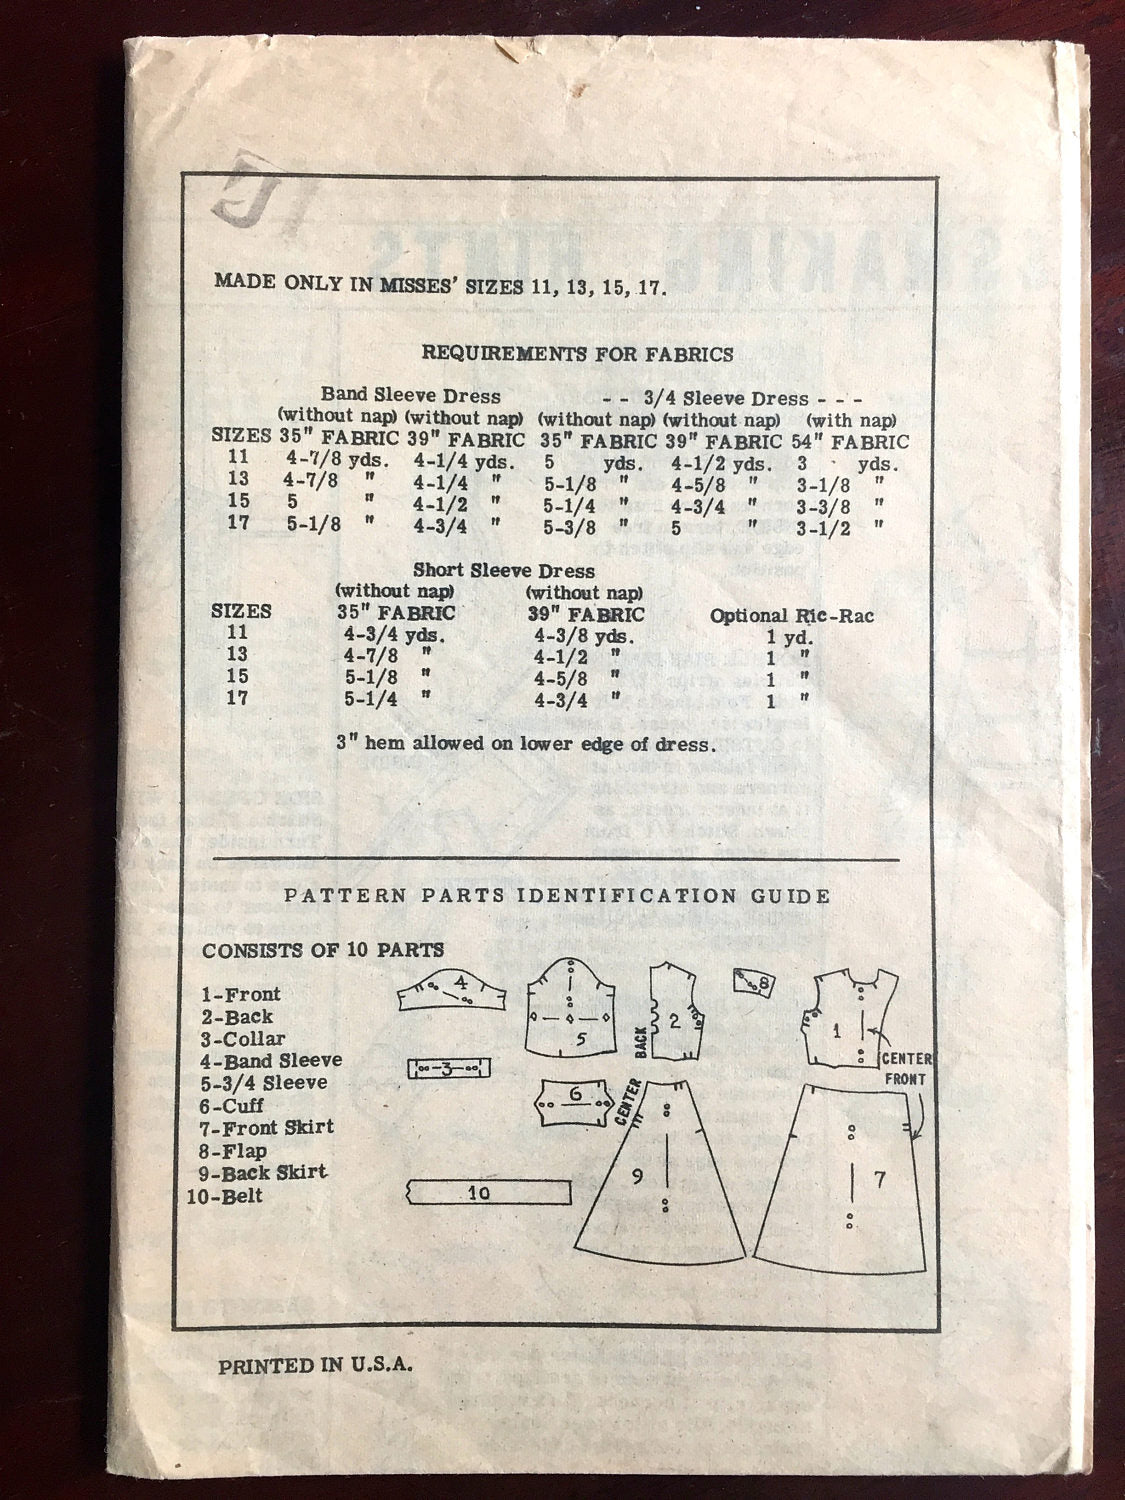 MADE ONLY IN MISSES' SIZES 11, 13, 15, 17.
REQUIREMENTS FOR FABRICS
Band Sleeve Dress - - 3/4 Sleeve Dress - - -
(without nap) (without nap) (without nap) (without nap) (with nap)
SIZES 35" FABRIC 39" FABRIC 35" FABRIC 39" FABRIC 54" FABRIC
11 4-7/8 yds. 4-1/4 yds. 5 yds. 4-1/2 yds. 3 yds.
13 4-7/8 " 4-1/4 " 5-1/8 " 4-5/8 " 3-1/8 "
15 5 " 4-1/2 " 5-1/4 " 4-3/4 " 3-3/8 "
17 5-1/8 " 4-3/4 " 5-3/8 " 5 " 3-1/2 "
Short Sleeve Dress
(without nap) (without nap)
SIZES 35" FABRIC 39" FABRIC Optional Ric-Rac
11 4-3/4 yds. 4-3/8 yds. 1 yd.
13 4-7/8 " 4-1/2 " 1 "
15 5-1/8 " 4-5/8 " 1 "
17 5-1/4 " 4-3/4 " 1 "
3" hem allowed on lower edge of dress.
PATTERN PARTS IDENTIFICATION GUIDE
CONSISTS OF 10 PARTS
1-Front
2-Back
3-Collar
4-Band Sleeve
5-3/4 Sleeve
6-Cuff
7-Front Skirt
8-Flap
9-Back Skirt
10-Belt
4
5
2
8
1
3
6
BACK
CENTER
CENTER
FRONT
9
7
10
PRINTED IN U.S.A.